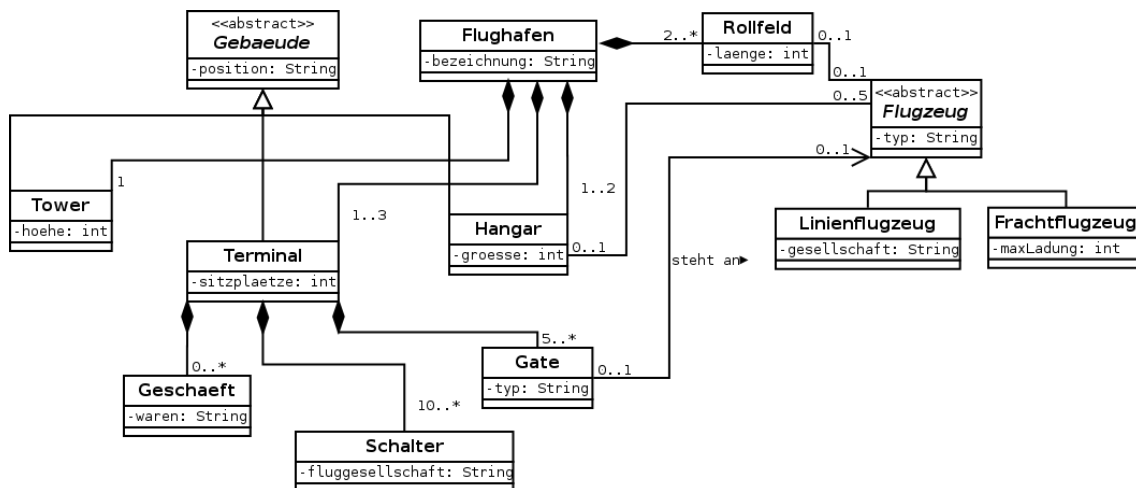 <<abstract>>
Gebaeude
-position: String
Flughafen
-bezeichnung: String
2..*
Rollfeld
-laenge: int
0..1
0..1
0..5
<<abstract>>
Flugzeug
-typ: String
0..1
1
Tower
-hoehe: int
1..3
1..2
Hangar
-groesse: int
0..1
Linienflugzeug
-gesellschaft: String
Frachtflugzeug
-maxLadung: int
Terminal
-sitzplaetze: int
steht an▶
5..*
Gate
-typ: String
0..1
0..*
Geschaeft
-waren: String
10..*
Schalter
-fluggesellschaft: String